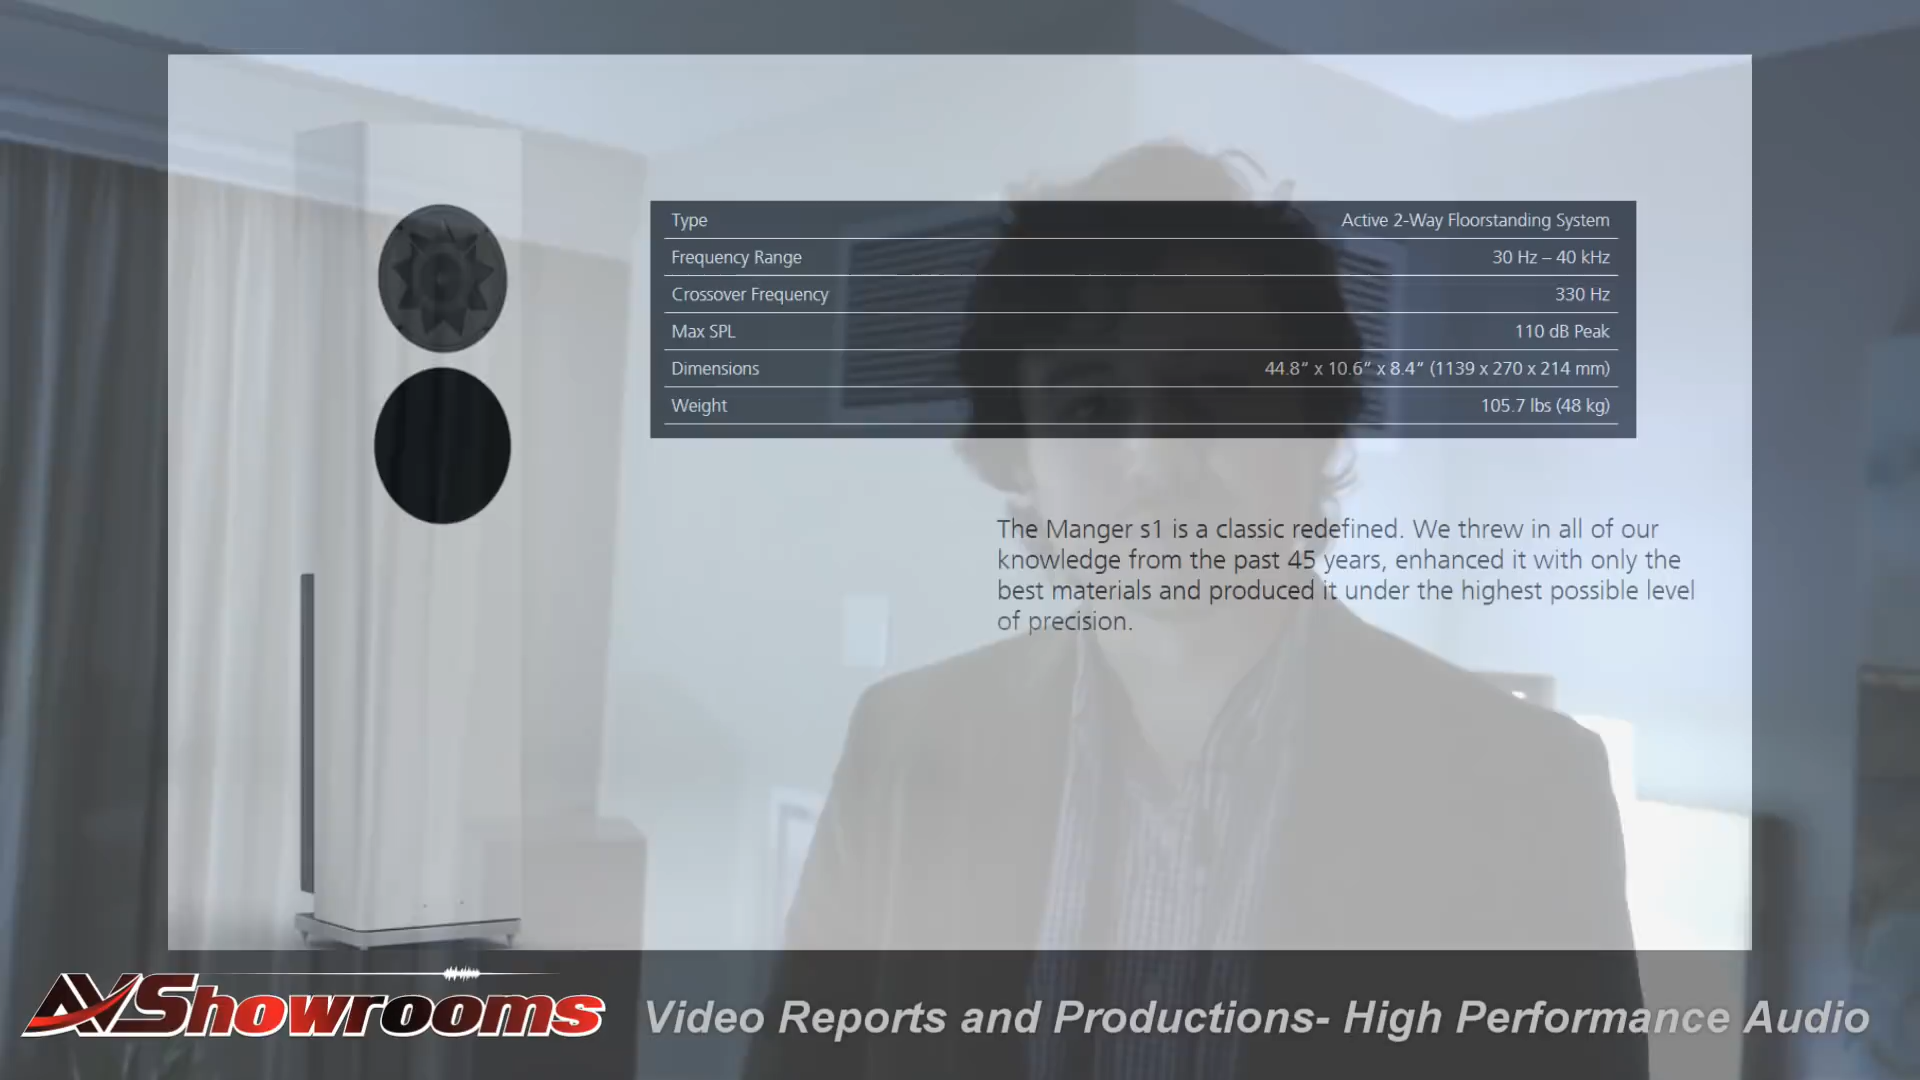 Type Active 2-Way Floorstanding System
Frequency Range 30 Hz – 40 kHz
Crossover Frequency 330 Hz
Max SPL 110 dB Peak
Dimensions 44.8“ x 10.6“ x 8.4“ (1139 x 270 x 214 mm)
Weight 105.7 lbs (48 kg)
The Manger s1 is a classic redefined. We threw in all of our
knowledge from the past 45 years, enhanced it with only the
best materials and produced it under the highest possible level
of precision.
AVShowrooms Video Reports and Productions- High Performance Audio